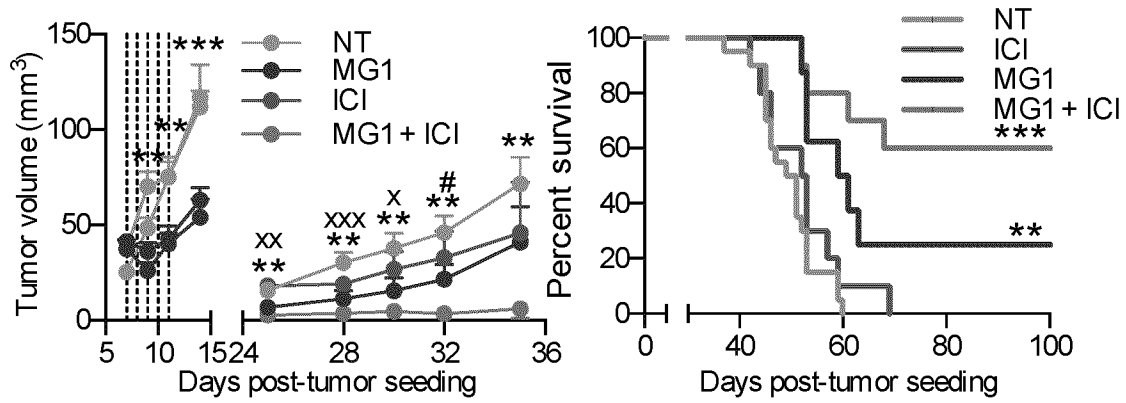 Tumor volume (mm³)
150
100
50
0
5
10
15
24
28
32
36
Days post-tumor seeding
***
**
**
NT
MG1
ICI
MG1 + ICI
xx
**
xxx
**
x
**
#
**
**
Percent survival
100
80
60
40
20
0
0
40
60
80
100
Days post-tumor seeding
NT
ICI
MG1
MG1 + ICI
***
**